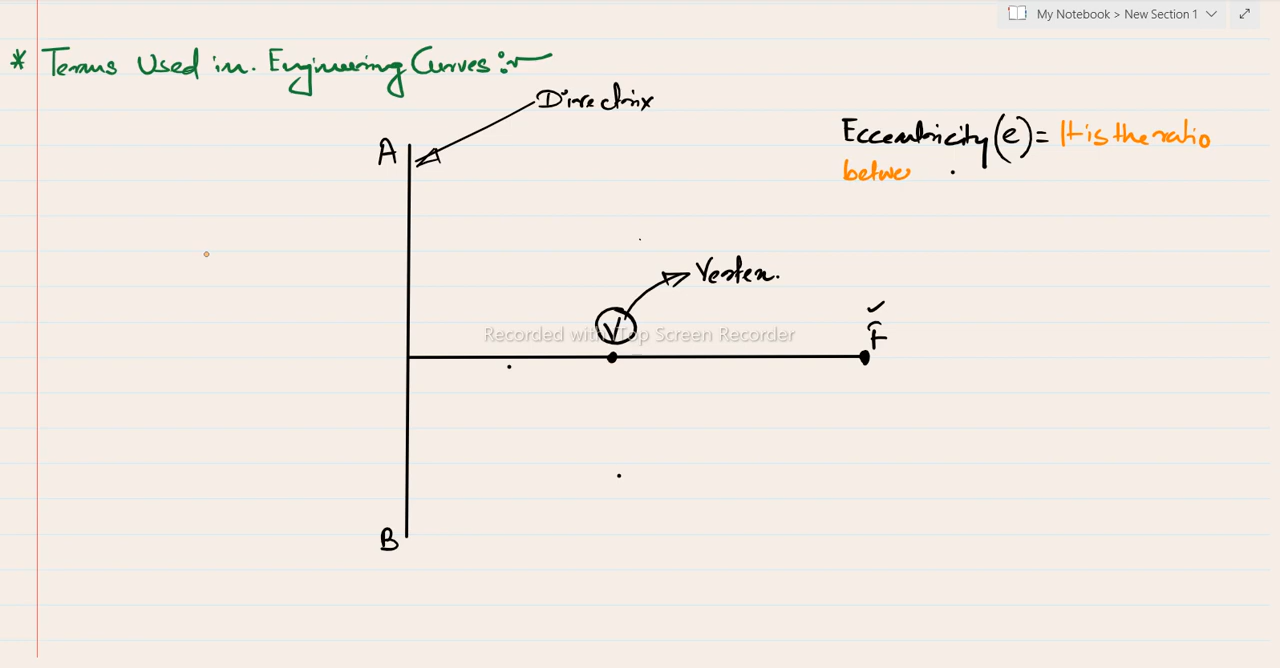 My Notebook > New Section 1
* Terms Used in. Engineering Curves :-
Directrix
A
Eccentricity (e) = It is the ratio
betwe
Vertex.
V
F
Recorded with iTop Screen Recorder
B